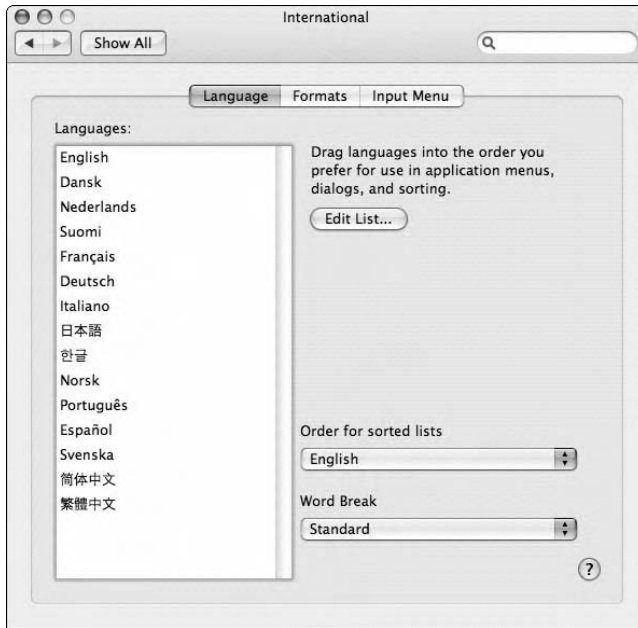 International
Show All
Language Formats Input Menu
Languages:
English
Dansk
Nederlands
Suomi
Français
Deutsch
Italiano
日本語
한글
Norsk
Português
Español
Svenska
简体中文
繁體中文
Drag languages into the order you
prefer for use in application menus,
dialogs, and sorting.
Edit List...
Order for sorted lists
English
Word Break
Standard
?